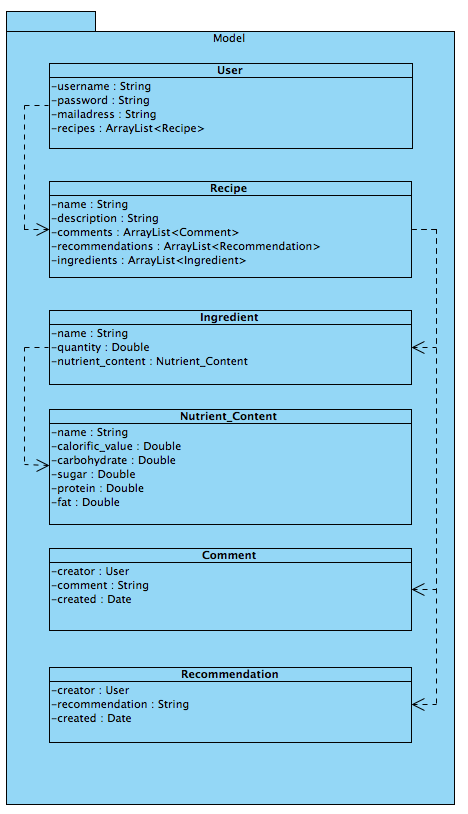 Model
User
-username : String
-password : String
-mailadress : String
-recipes : ArrayList<Recipe>
Recipe
-name : String
-description : String
-comments : ArrayList<Comment>
-recommendations : ArrayList<Recommendation>
-ingredients : ArrayList<Ingredient>
Ingredient
-name : String
-quantity : Double
-nutrient_content : Nutrient_Content
Nutrient_Content
-name : String
-calorific_value : Double
-carbohydrate : Double
-sugar : Double
-protein : Double
-fat : Double
Comment
-creator : User
-comment : String
-created : Date
Recommendation
-creator : User
-recommendation : String
-created : Date